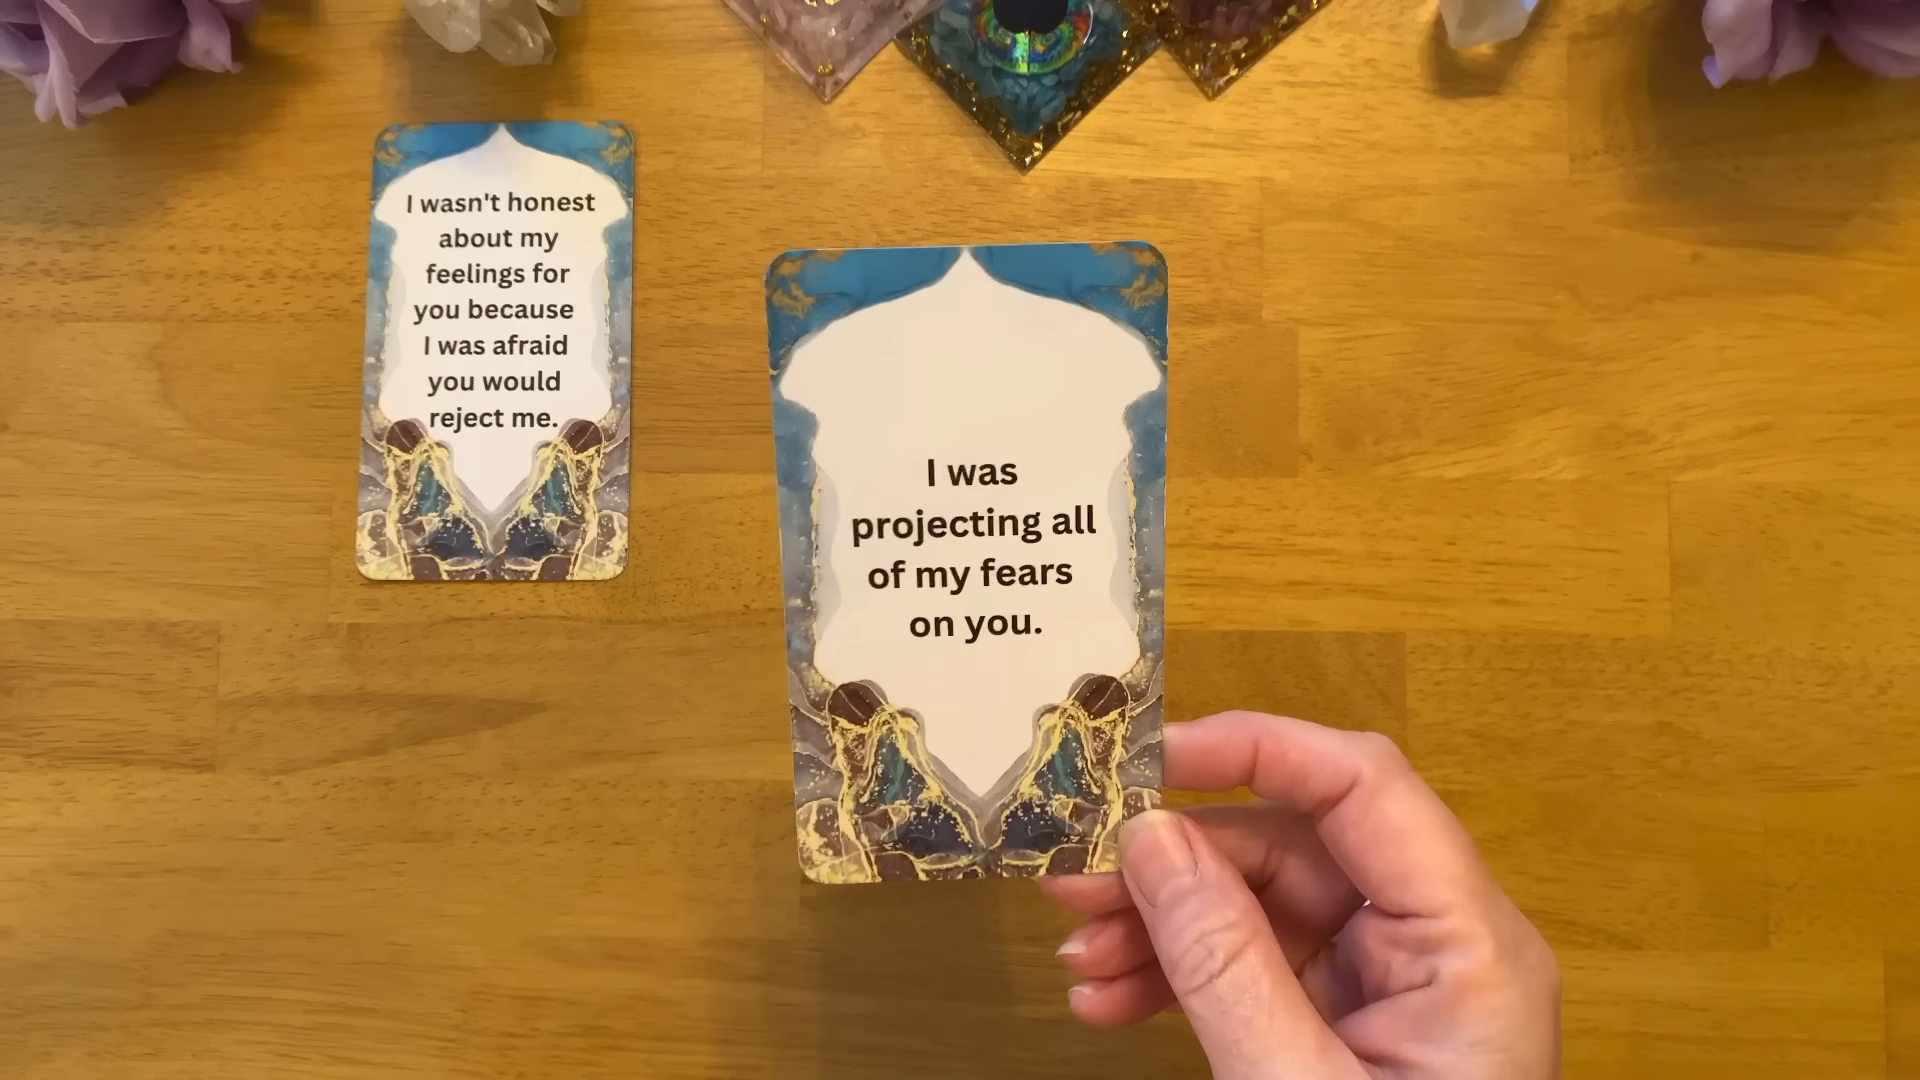 I wasn't honest
about my
feelings for
you because
I was afraid
you would
reject me.
I was
projecting all
of my fears
on you.